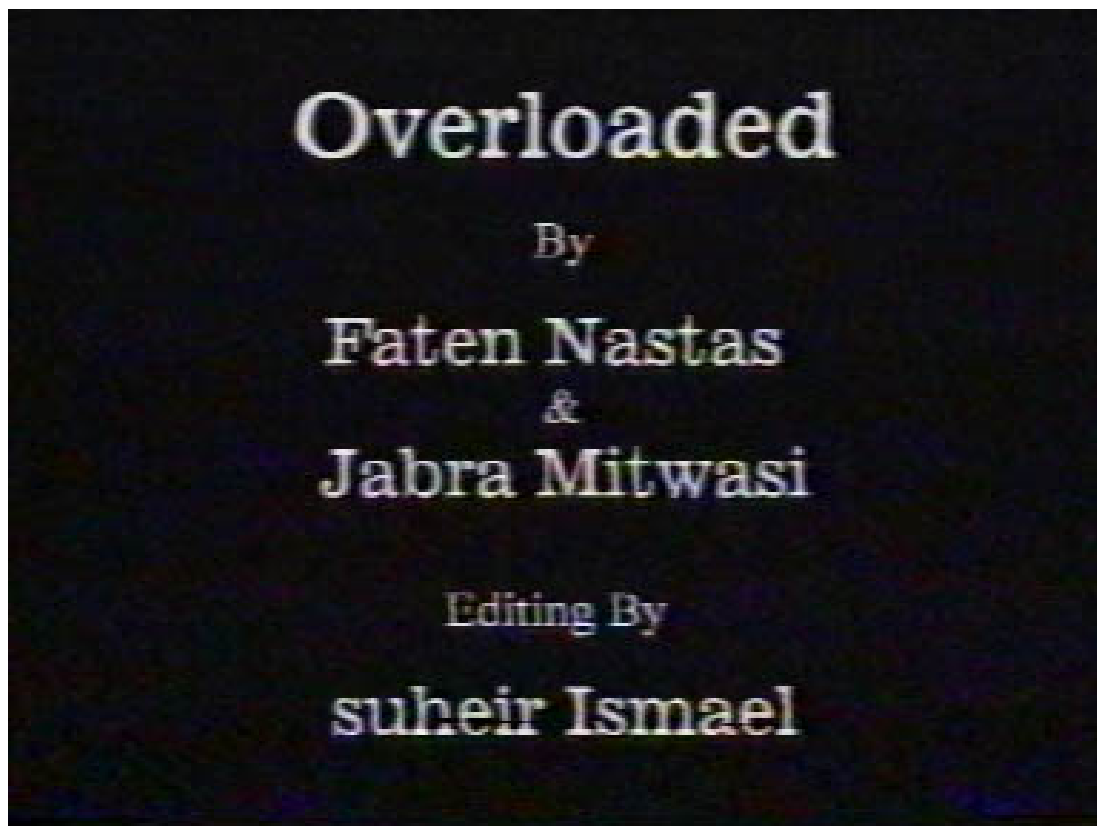 Overloaded
By
Faten Nastas
&
Jabra Mitwasi
Editing By
suheir Ismael